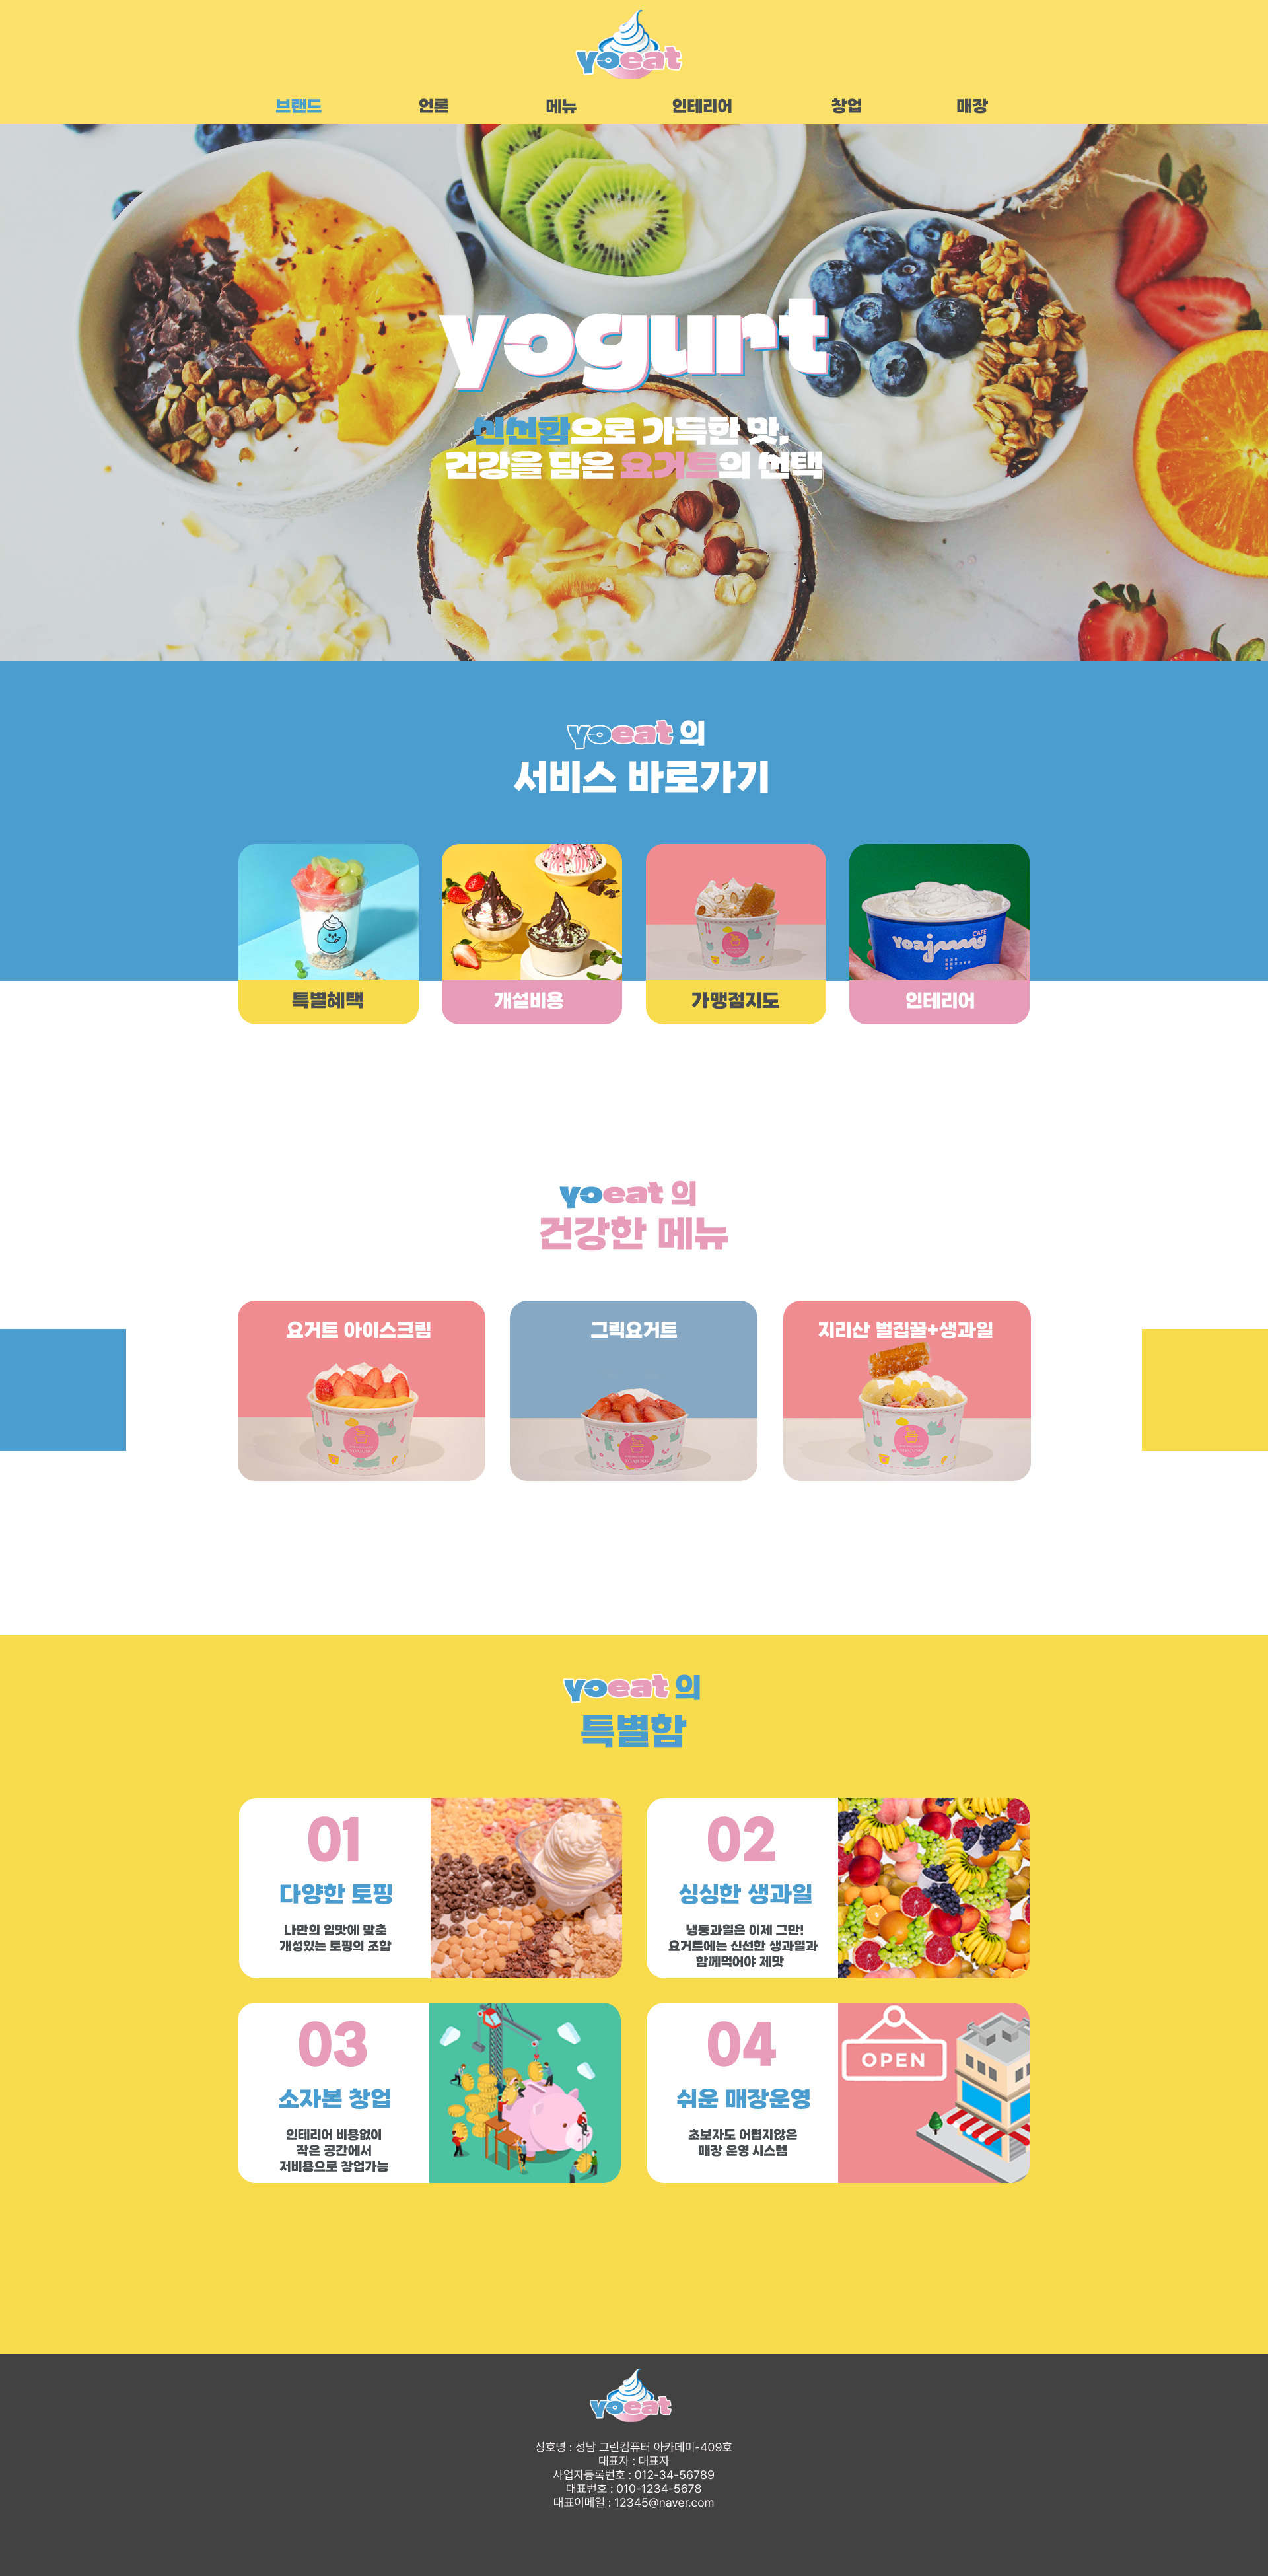 yoeat
브랜드 언론 메뉴 인테리어 창업 매장
yogurt
신선함으로 가득한 맛,
건강을 담은 요거트의 선택
yoeat 의
서비스 바로가기
CAFE
특별혜택 개설비용 가맹점지도 인테리어
yoeat 의
건강한 메뉴
요거트 아이스크림 그릭요거트 지리산 벌집꿀+생과일
yoeat 의
특별함
01
다양한 토핑
나만의 입맛에 맞춘
개성있는 토핑의 조합
02
싱싱한 생과일
냉동과일은 이제 그만!
요거트에는 신선한 생과일과
함께먹어야 제맛
03
소자본 창업
인테리어 비용없이
작은 공간에서
저비용으로 창업가능
04
쉬운 매장운영
초보자도 어렵지않은
매장 운영 시스템
OPEN
yoeat
상호명 : 성남 그린컴퓨터 아카데미-409호
대표자 : 대표자
사업자등록번호 : 012-34-56789
대표번호 : 010-1234-5678
대표이메일 : 12345@naver.com